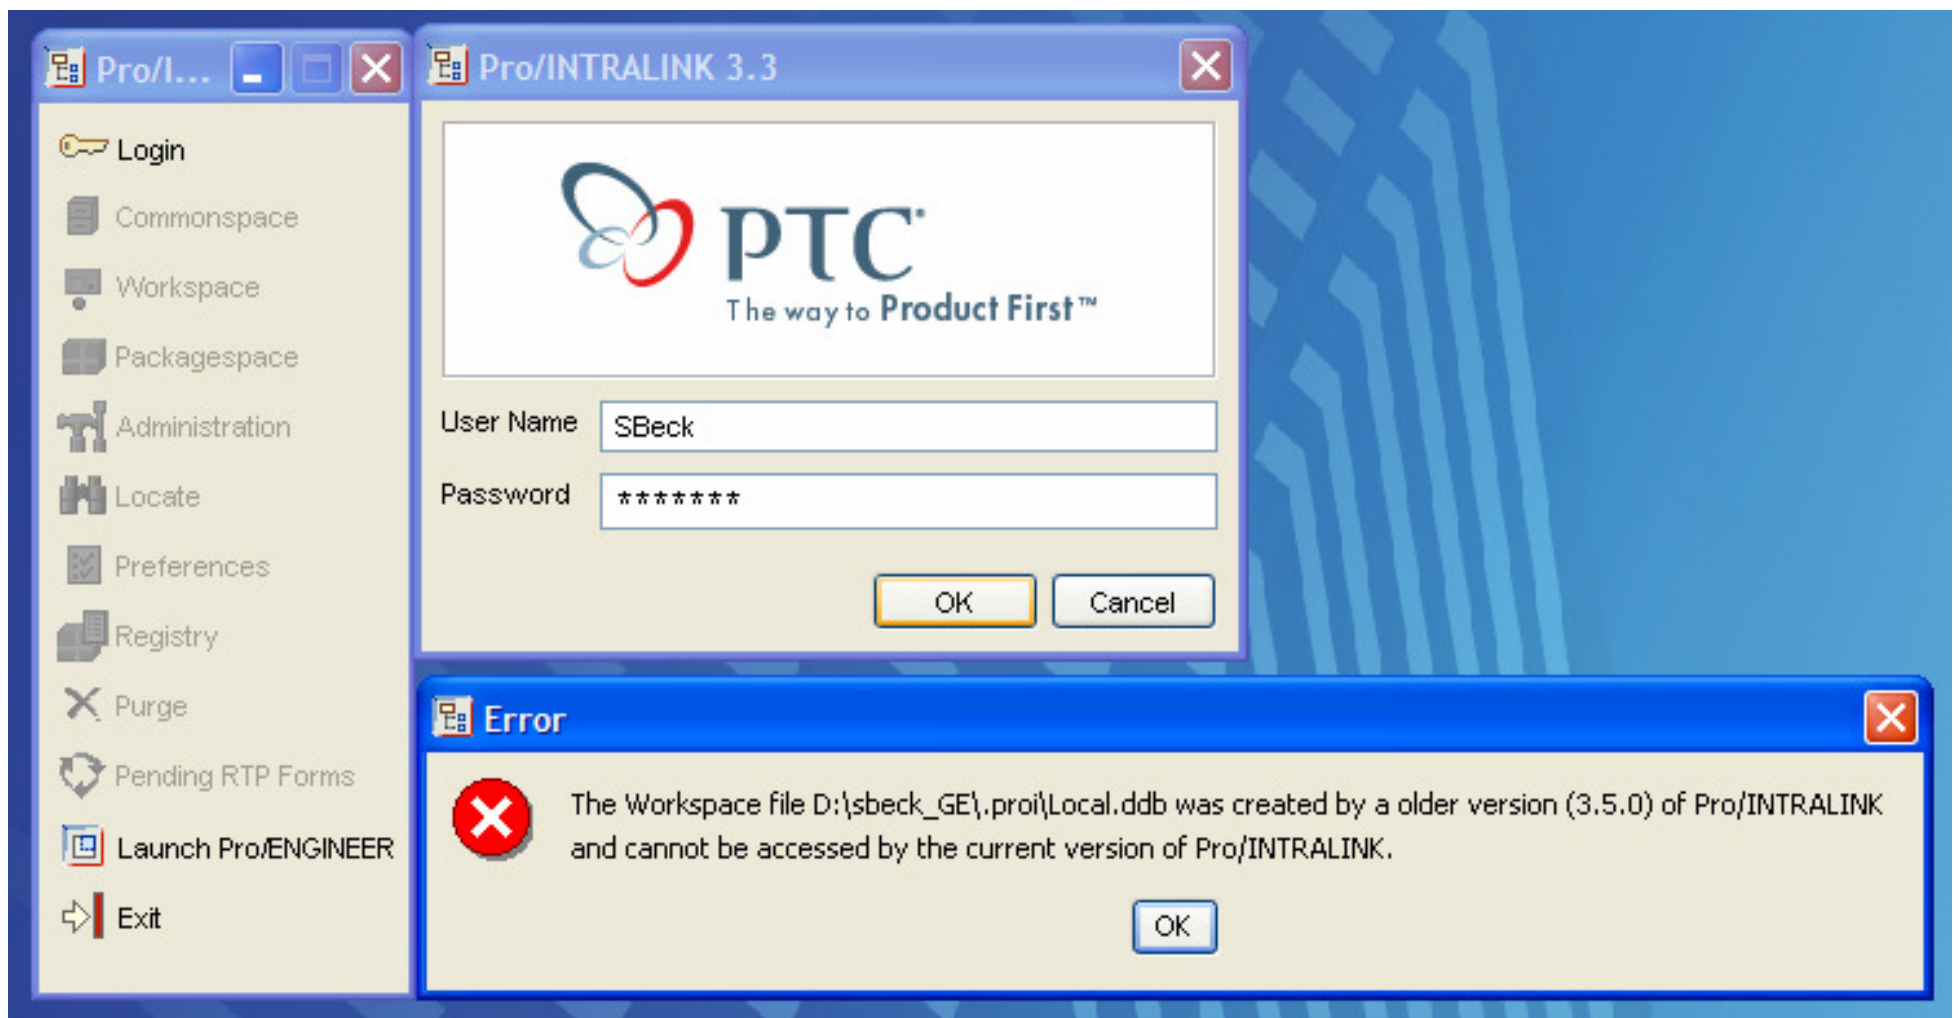 Pro/I...
Login
Commonspace
Workspace
Packagespace
Administration
Locate
Preferences
Registry
Purge
Pending RTP Forms
Launch Pro/ENGINEER
Exit
Pro/INTRALINK 3.3
PTC
The way to Product First™
User Name SBeck
Password *******
OK Cancel
Error
The Workspace file D:\sbeck_GE\.proi\Local.ddb was created by a older version (3.5.0) of Pro/INTRALINK
and cannot be accessed by the current version of Pro/INTRALINK.
OK